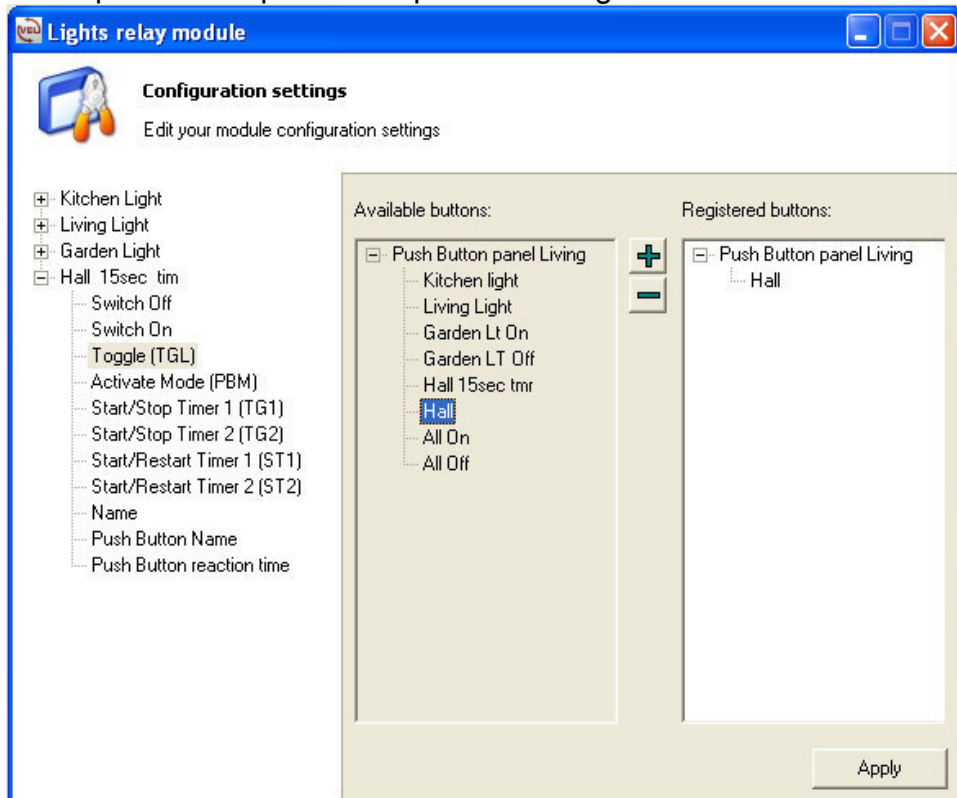 Lights relay module
Configuration settings
Edit your module configuration settings
Kitchen Light
Living Light
Garden Light
Hall 15sec tim
Switch Off
Switch On
Toggle (TGL)
Activate Mode (PBM)
Start/Stop Timer 1 (TG1)
Start/Stop Timer 2 (TG2)
Start/Restart Timer 1 (ST1)
Start/Restart Timer 2 (ST2)
Name
Push Button Name
Push Button reaction time
Available buttons:
Push Button panel Living
Kitchen light
Living Light
Garden Lt On
Garden LT Off
Hall 15sec tmr
Hall
All On
All Off
Registered buttons:
Push Button panel Living
Hall
Apply